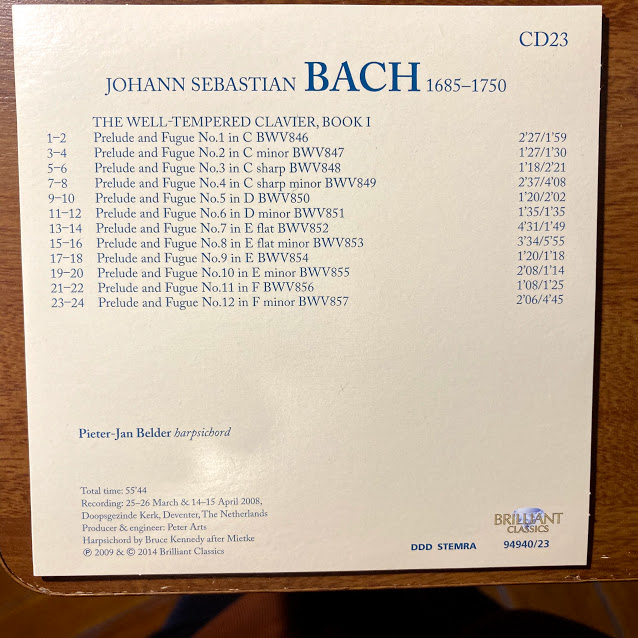 CD23
JOHANN SEBASTIAN BACH 1685–1750
THE WELL-TEMPERED CLAVIER, BOOK I
1–2 Prelude and Fugue No.1 in C BWV846 2'27/1'59
3–4 Prelude and Fugue No.2 in C minor BWV847 1'27/1'30
5–6 Prelude and Fugue No.3 in C sharp BWV848 1'18/2'21
7–8 Prelude and Fugue No.4 in C sharp minor BWV849 2'37/4'08
9–10 Prelude and Fugue No.5 in D BWV850 1'20/2'02
11–12 Prelude and Fugue No.6 in D minor BWV851 1'35/1'35
13–14 Prelude and Fugue No.7 in E flat BWV852 4'31/1'49
15–16 Prelude and Fugue No.8 in E flat minor BWV853 3'34/5'55
17–18 Prelude and Fugue No.9 in E BWV854 1'20/1'18
19–20 Prelude and Fugue No.10 in E minor BWV855 2'08/1'14
21–22 Prelude and Fugue No.11 in F BWV856 1'08/1'25
23–24 Prelude and Fugue No.12 in F minor BWV857 2'06/4'45
Pieter-Jan Belder harpsichord
Total time: 55'44
Recording: 25–26 March & 14–15 April 2008,
Doopsgezinde Kerk, Deventer, The Netherlands
Producer & engineer: Peter Arts
Harpsichord by Bruce Kennedy after Mietke
℗ 2009 & © 2014 Brilliant Classics
BRILLIANT
CLASSICS
DDD STEMRA 94940/23